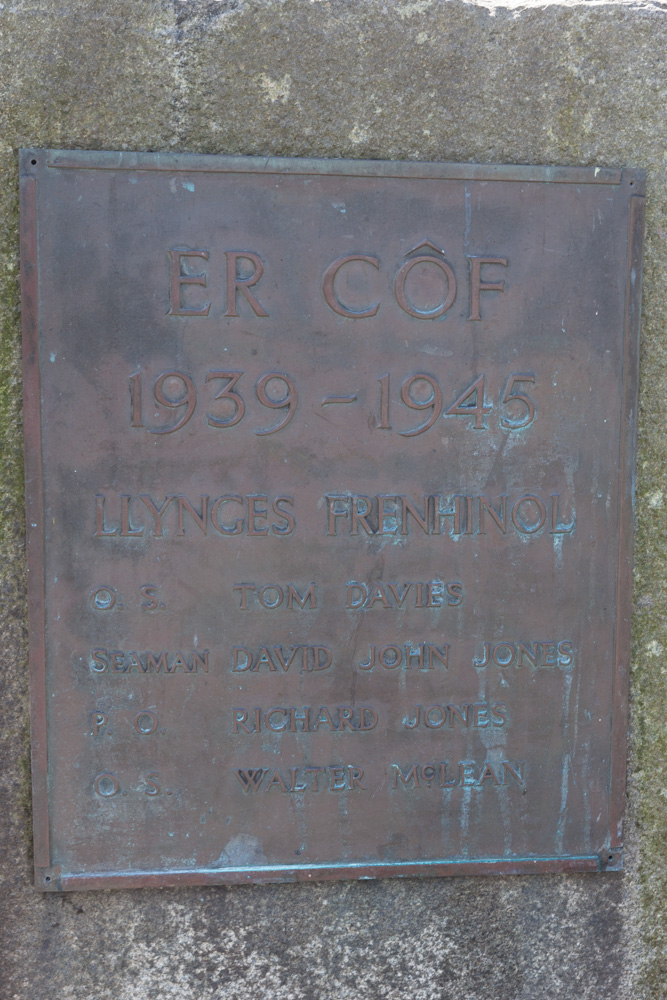 ER CÔF
1939 - 1945
LLYNGES FRENHINOL
O. S. TOM DAVIES
SEAMAN DAVID JOHN JONES
P. O. RICHARD JONES
O. S. WALTER McLEAN